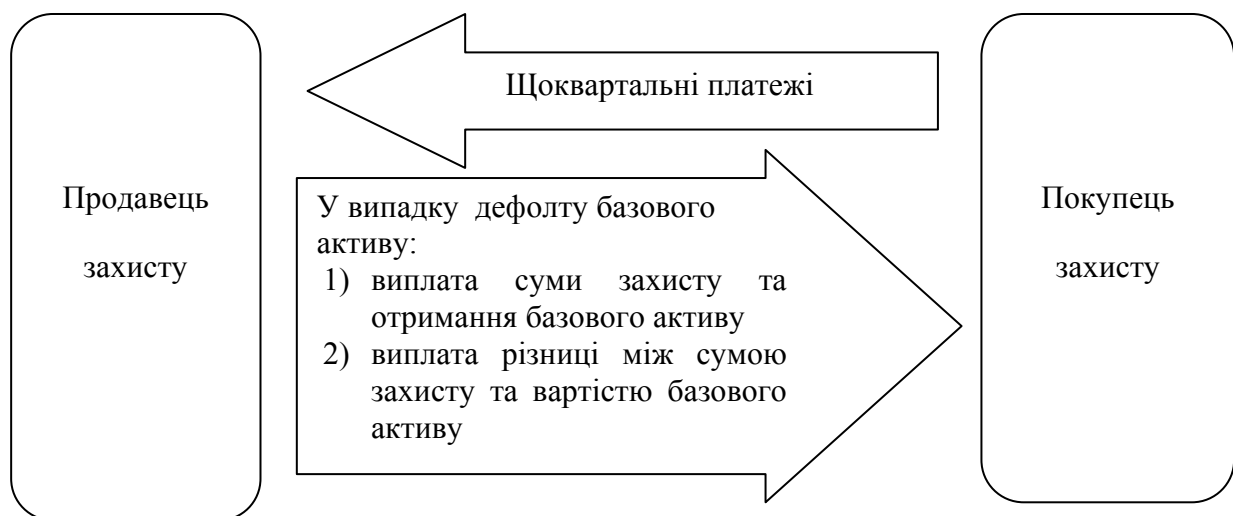 Щоквартальні платежі
Продавець
захисту
У випадку дефолту базового
активу:
1) виплата суми захисту та
отримання базового активу
2) виплата різниці між сумою
захисту та вартістю базового
активу
Покупець
захисту